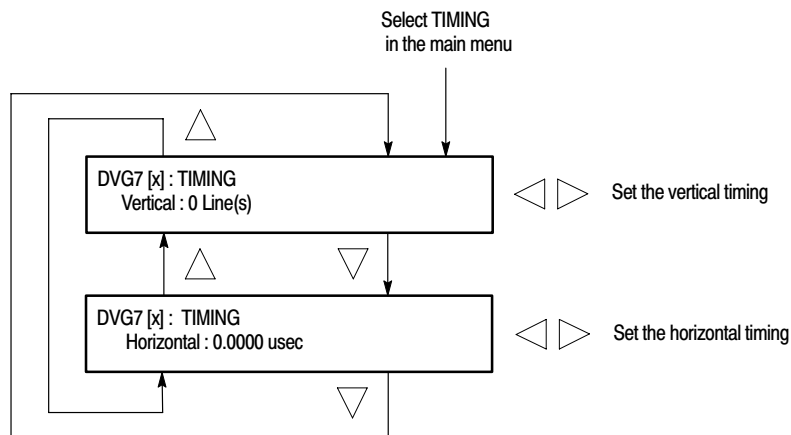 Select TIMING
in the main menu
DVG7 [x] : TIMING
Vertical : 0 Line(s)
Set the vertical timing
DVG7 [x] : TIMING
Horizontal : 0.0000 usec
Set the horizontal timing